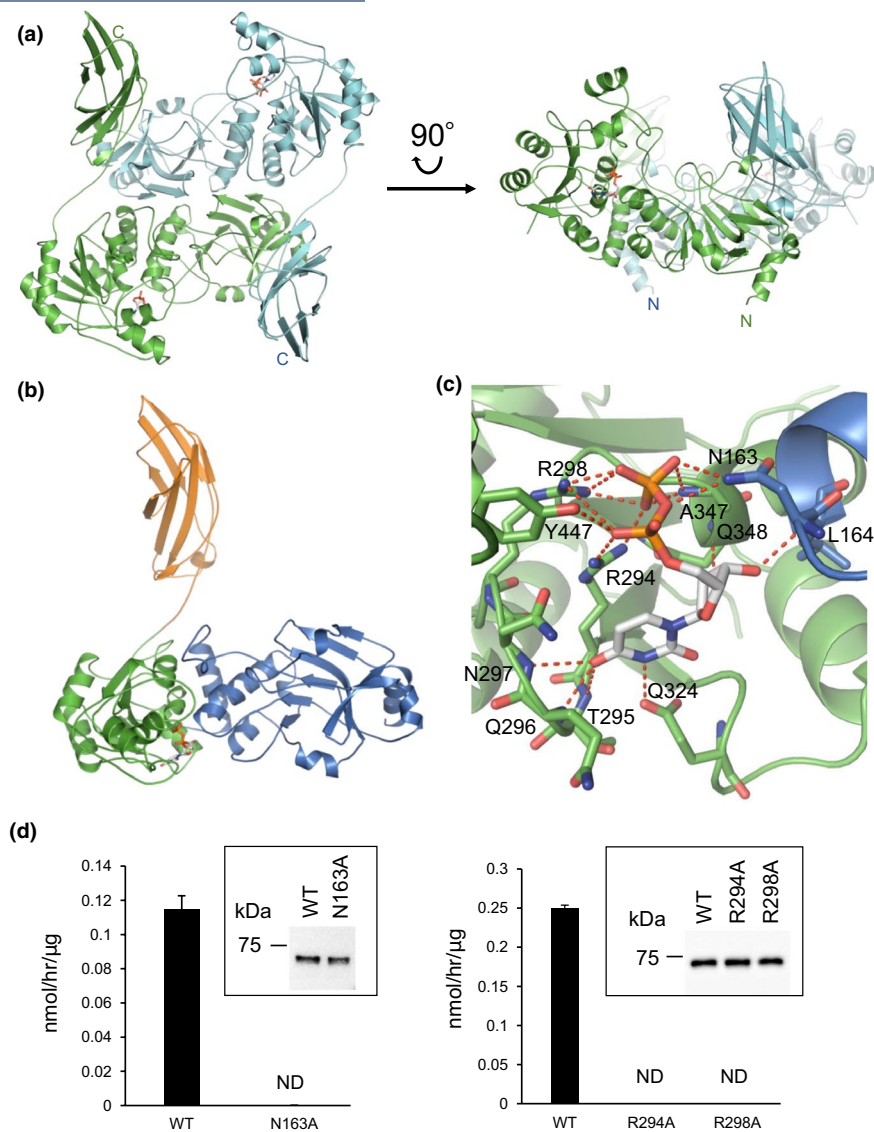 (a)
C
C
90°
N
N
(b)
(c)
R298
N163
Y447
A347
Q348
L164
R294
N297
Q324
Q296
T295
(d)
nmol/hr/µg
0.14
0.12
0.1
0.08
0.06
0.04
0.02
0
kDa
75
WT
N163A
ND
WT
N163A
nmol/hr/µg
0.3
0.25
0.2
0.15
0.1
0.05
0
kDa
75
WT
R294A
R298A
ND
ND
WT
R294A
R298A